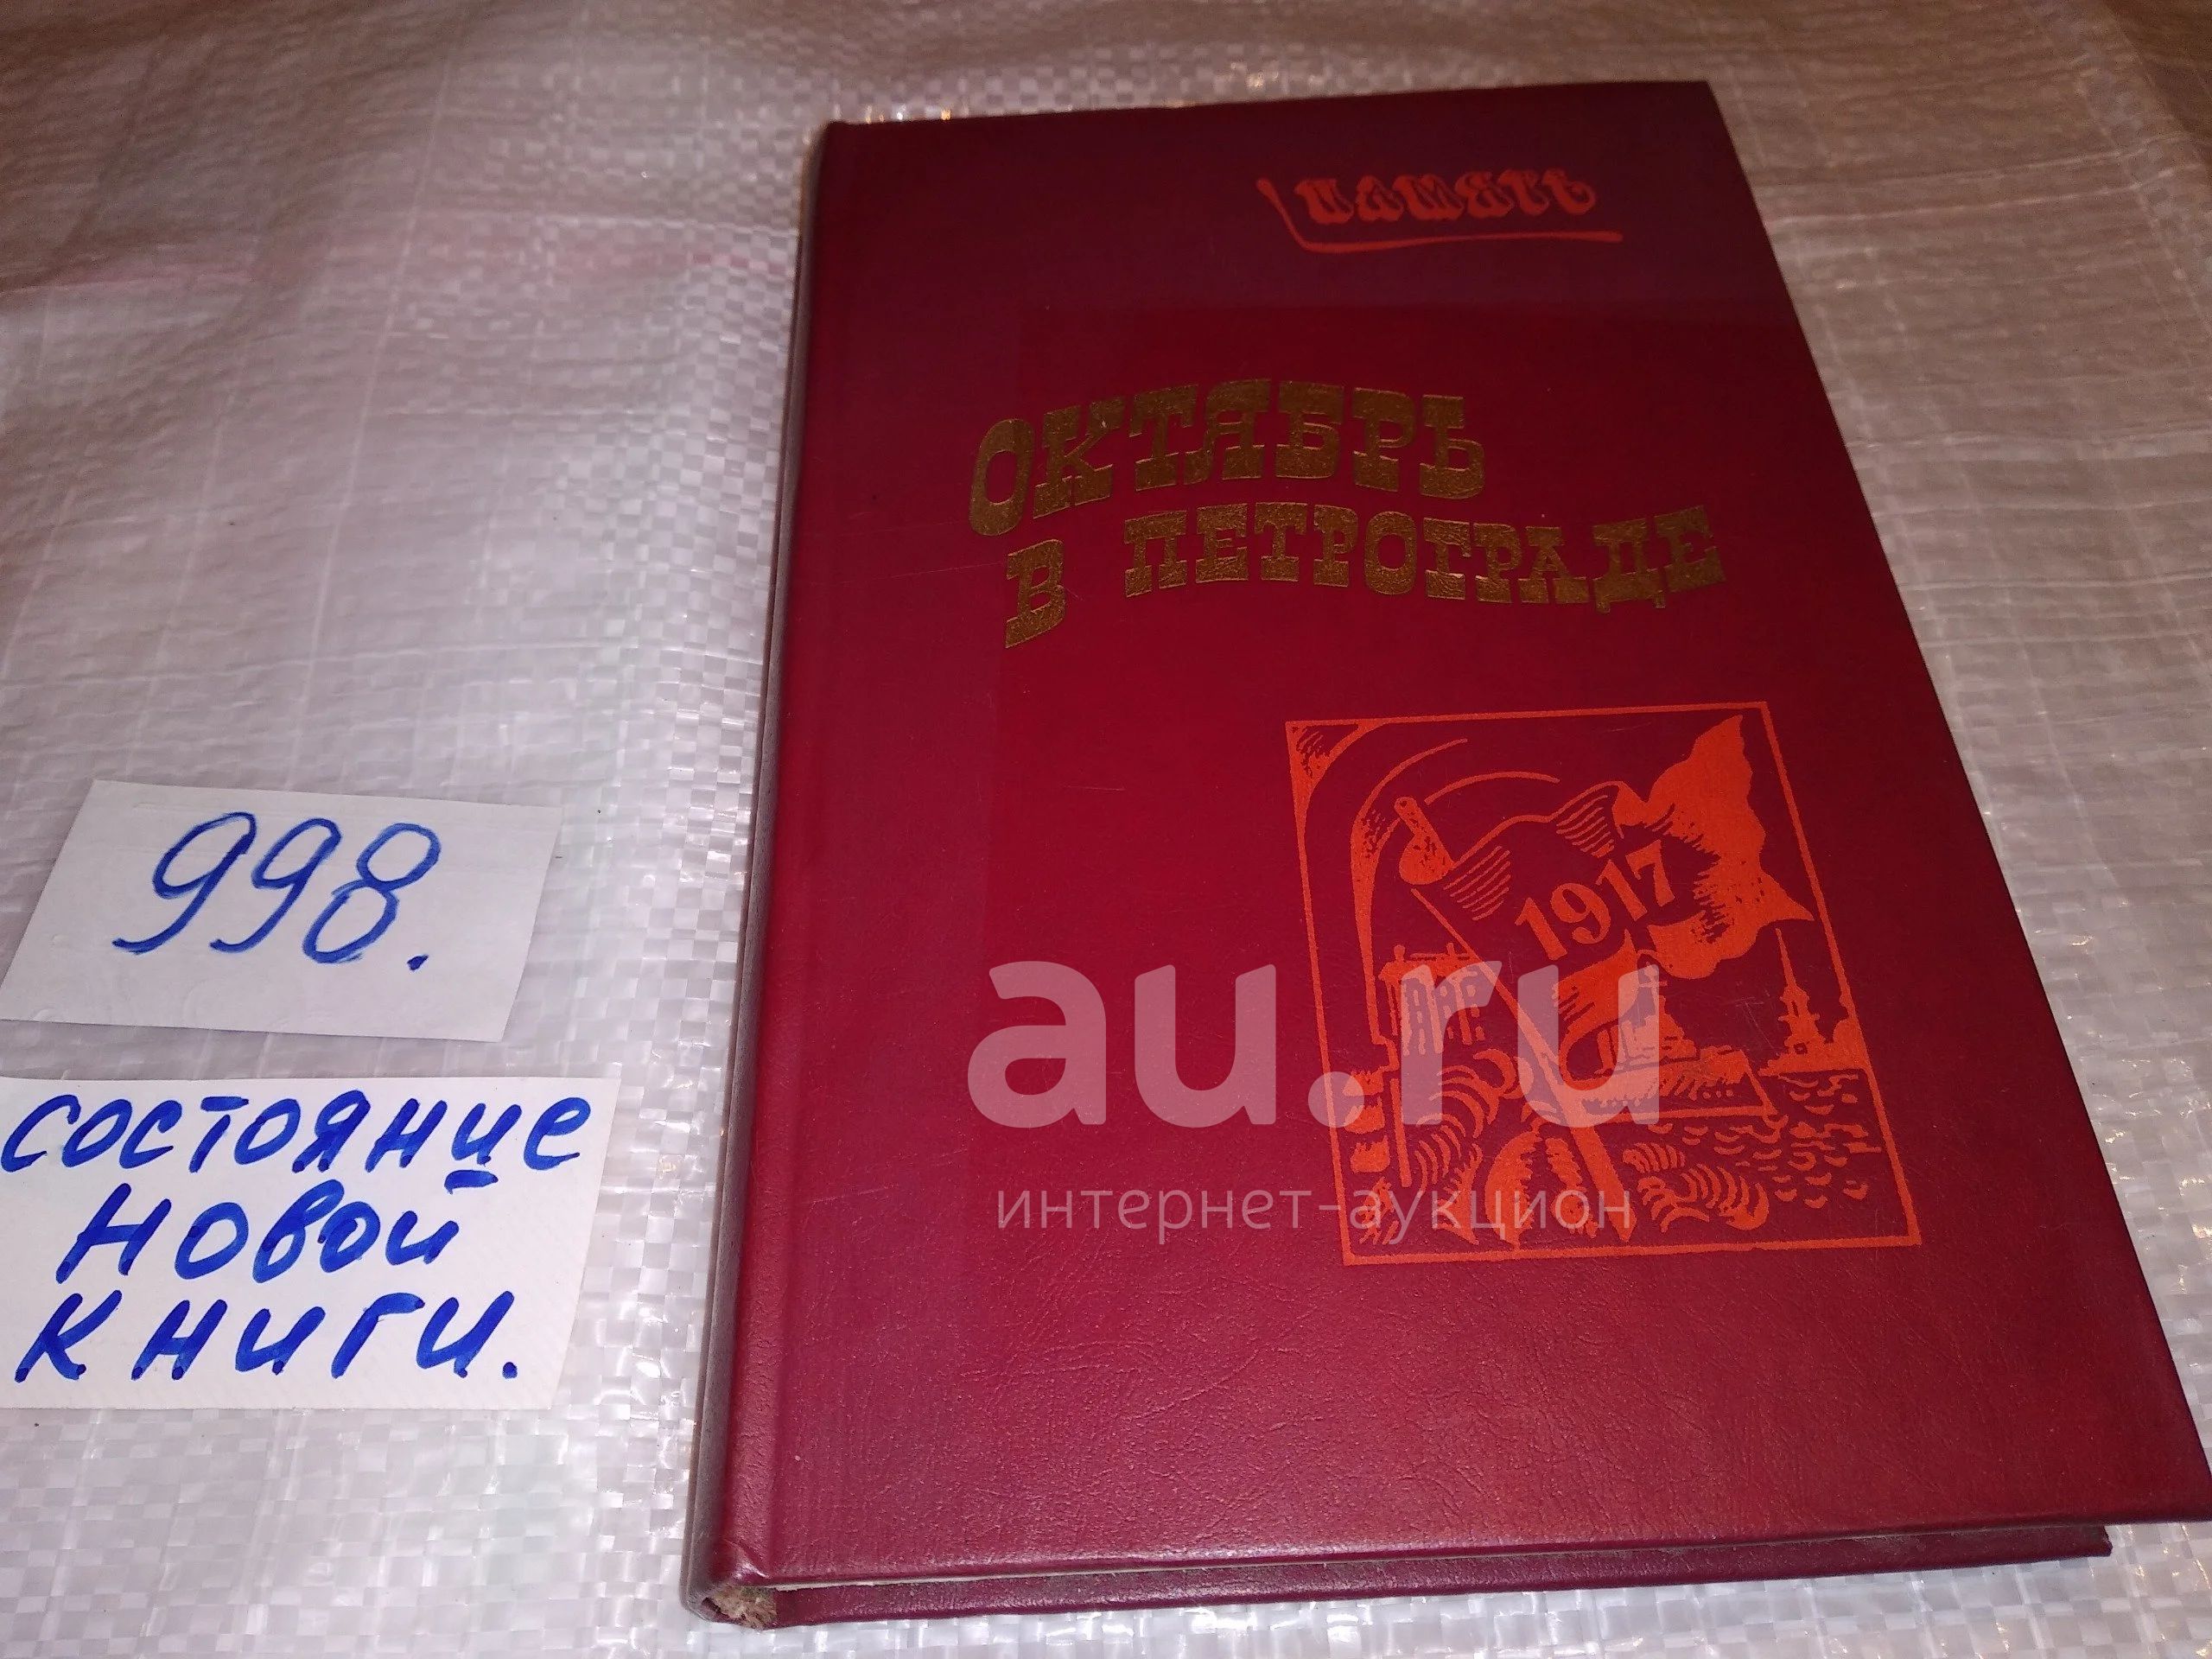 ПАМЯТЬ
ОКТЯБРЬ
В ПЕТРОГРАДЕ
1917
998.
состояние
новой
книги.
au.ru
интернет-аукцион